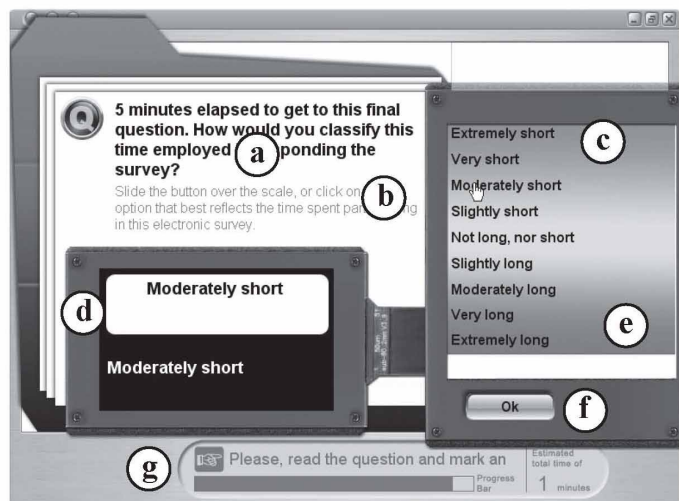 Q
5 minutes elapsed to get to this final
question. How would you classify this
time employed ponding the
survey?
Slide the button over the scale, or click on
option that best reflects the time spent
in this electronic survey.
a
b
c
Extremely short
Very short
Moderately short
Slightly short
Not long, nor short
Slightly long
Moderately long
Very long
Extremely long
e
d
Moderately short
Moderately short
Ok
f
g
Please, read the question and mark an
Progress
Bar
Estimated
total time of
1 minutes